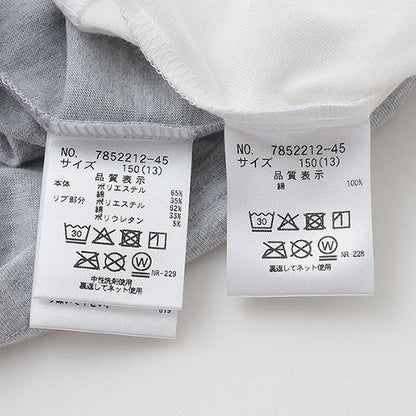 NO. 7852212-45
サイズ 150(13)
品質表示
本体 ポリエステル 65%
綿 35%
リブ部分 綿 62%
ポリエステル 33%
ポリウレタン 5%
30
NR-229
中性洗剤使用
裏返してネット使用
019
NO. 7852212-45
サイズ 150(13)
品質表示
綿 100%
30
W
NR-228
裏返してネット使用
W